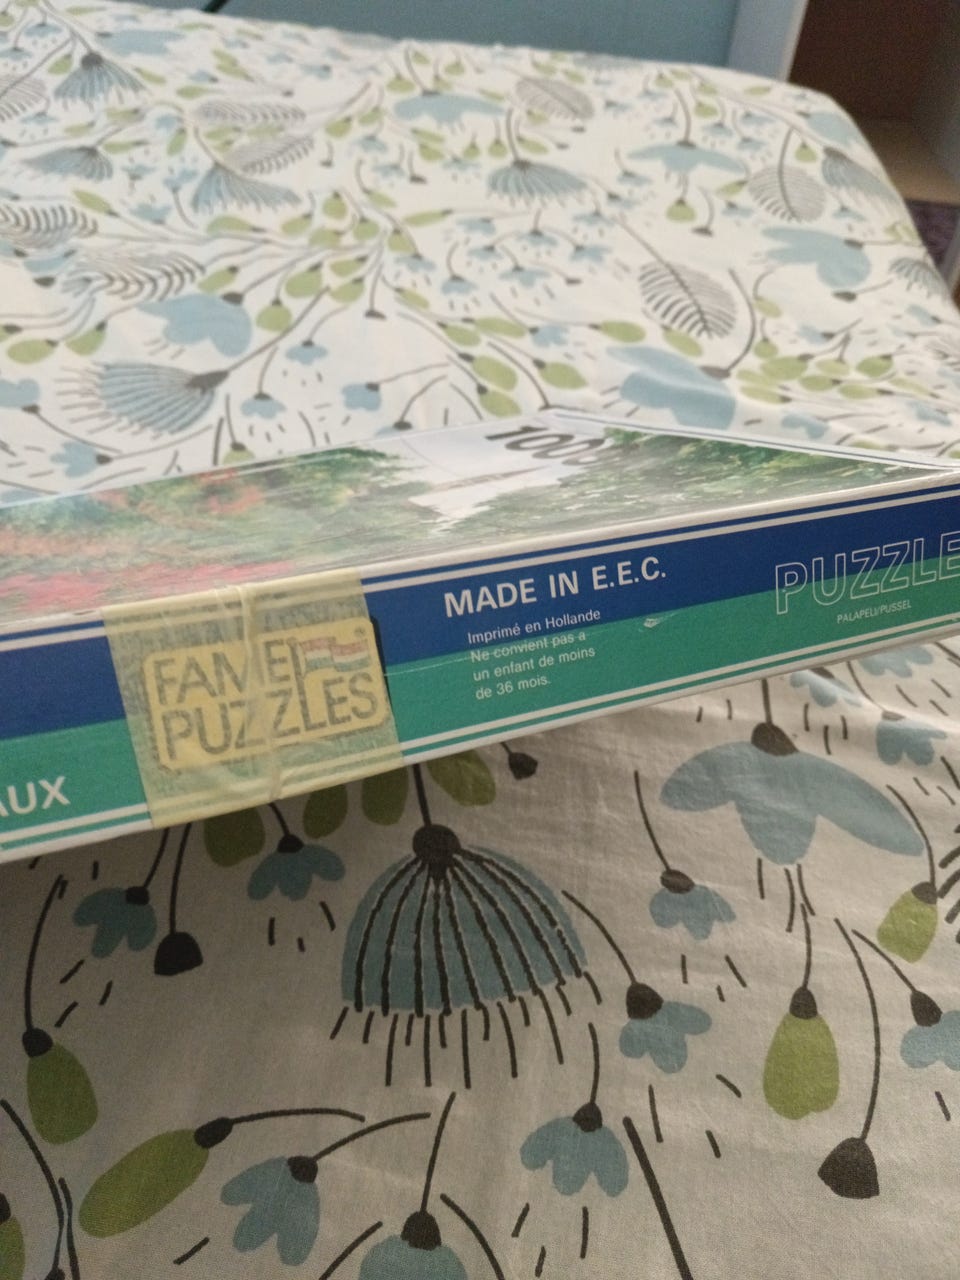 1000
MADE IN E.E.C.
Imprimé en Hollande
Ne convient pas a
un enfant de moins
de 36 mois.
PUZZLE
PALAPELI/PUSSEL
FAME
PUZZLES
AUX